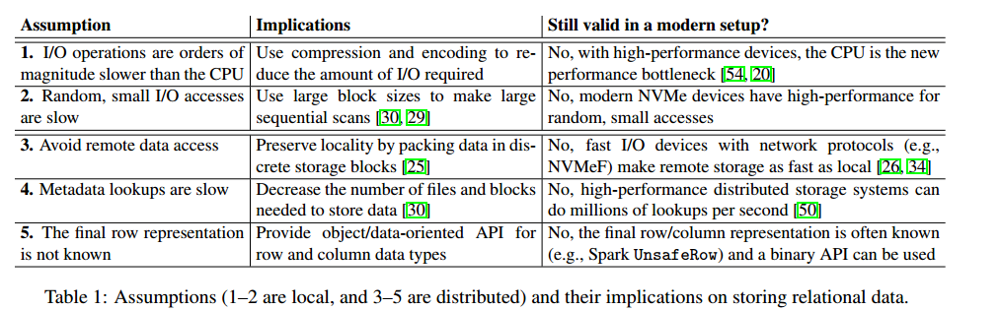 Assumption Implications Still valid in a modern setup?
1. I/O operations are orders of magnitude slower than the CPU
Use compression and encoding to re-
duce the amount of I/O required
No, with high-performance devices, the CPU is the new
performance bottleneck [54, 20]
2. Random, small I/O accesses
are slow
Use large block sizes to make large
sequential scans [30, 29]
No, modern NVMe devices have high-performance for
random, small accesses
3. Avoid remote data access
Preserve locality by packing data in dis-
crete storage blocks [25]
No, fast I/O devices with network protocols (e.g.,
NVMeF) make remote storage as fast as local [26, 34]
4. Metadata lookups are slow
Decrease the number of files and blocks
needed to store data [30]
No, high-performance distributed storage systems can
do millions of lookups per second [50]
5. The final row representation
is not known
Provide object/data-oriented API for
row and column data types
No, the final row/column representation is often known
(e.g., Spark UnsafeRow) and a binary API can be used
Table 1: Assumptions (1–2 are local, and 3–5 are distributed) and their implications on storing relational data.